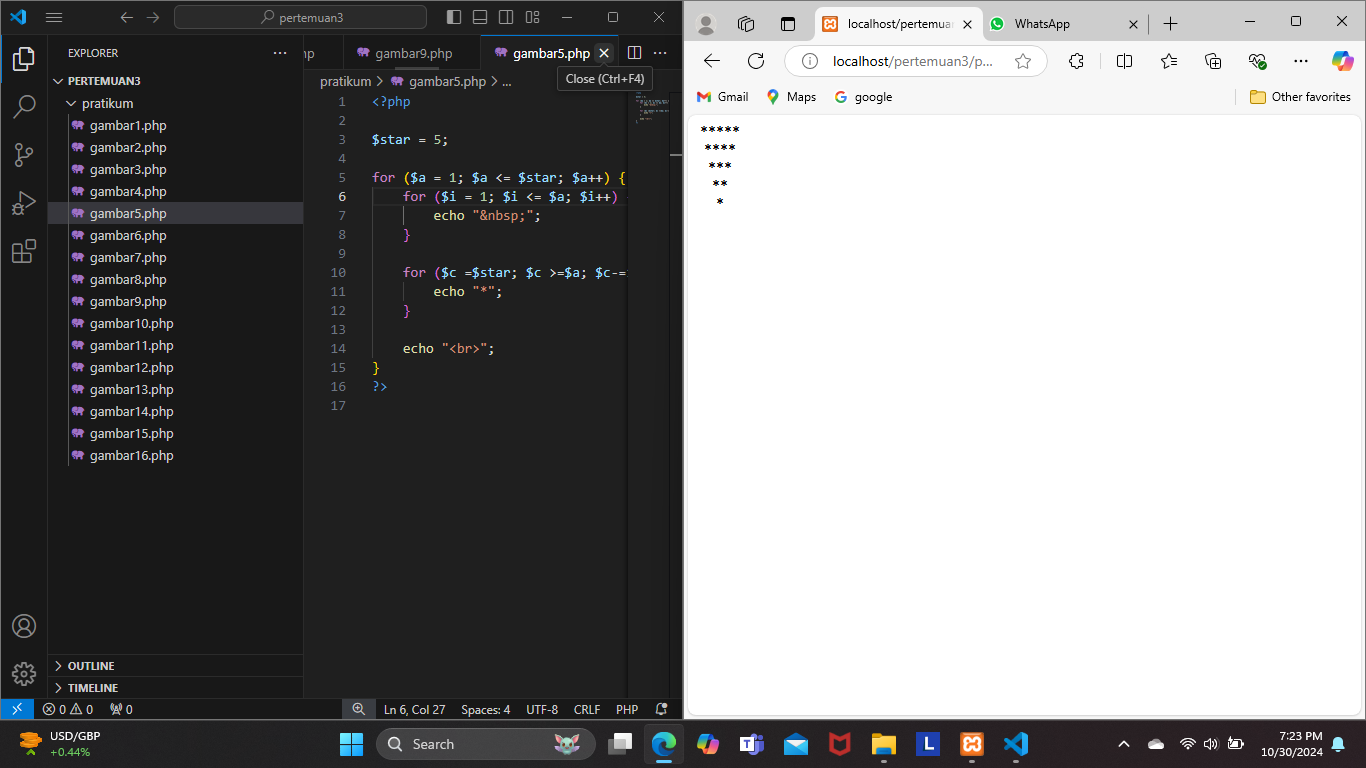 pertemuan3
EXPLORER
PERTEMUAN3
pratikum
gambar1.php
gambar2.php
gambar3.php
gambar4.php
gambar5.php
gambar6.php
gambar7.php
gambar8.php
gambar9.php
gambar10.php
gambar11.php
gambar12.php
gambar13.php
gambar14.php
gambar15.php
gambar16.php
OUTLINE
TIMELINE
hp
gambar9.php
gambar5.php
Close (Ctrl+F4)
pratikum > gambar5.php > ...
1 <?php
2
3 $star = 5;
4
5 for ($a = 1; $a <= $star; $a++) {
6 for ($i = 1; $i <= $a; $i++)
7 echo "&nbsp;";
8 }
9
10 for ($c =$star; $c >=$a; $c-=
11 echo "*";
12 }
13
14 echo "<br>";
15 }
16 ?>
17
0 0 0
Ln 6, Col 27 Spaces: 4 UTF-8 CRLF PHP
localhost/pertemua
WhatsApp
localhost/pertemuan3/p...
Gmail Maps google Other favorites
*****
****
***
**
*
USD/GBP
+0.44%
Search
7:23 PM
10/30/2024